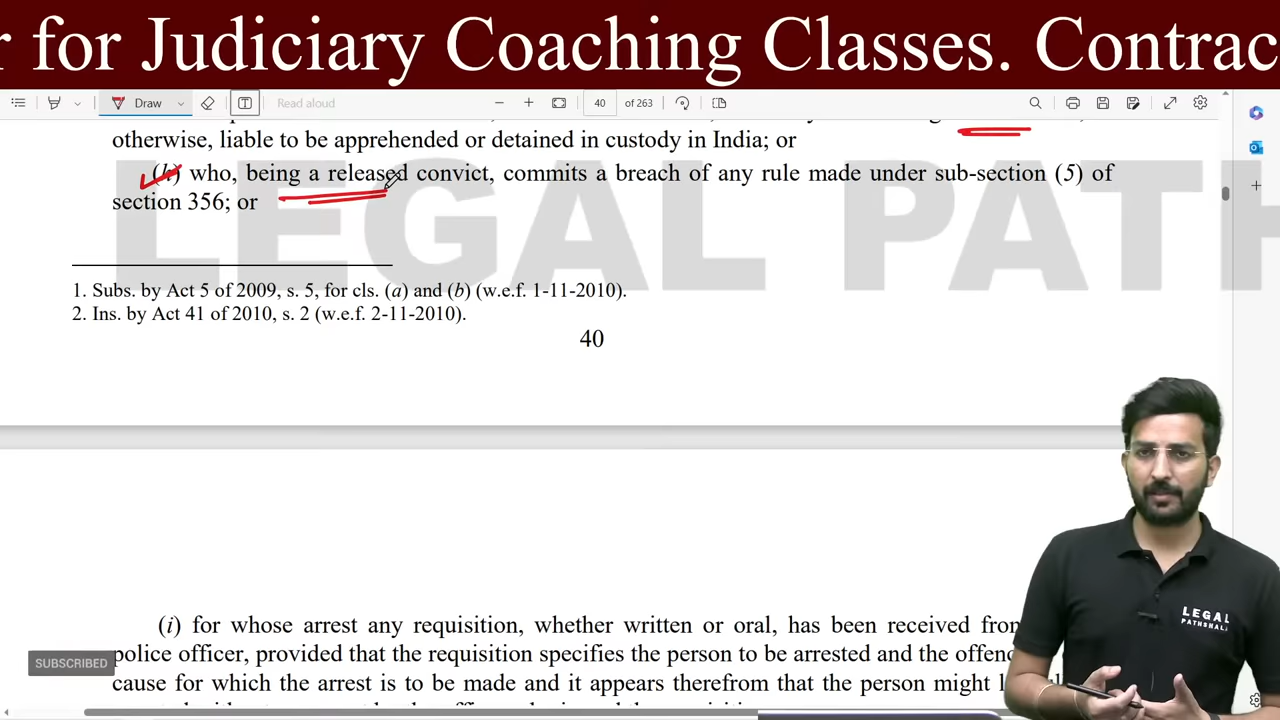 r for Judiciary Coaching Classes. Contrac
Draw
Read aloud
40 of 263
otherwise, liable to be apprehended or detained in custody in India; or
(h) who, being a released convict, commits a breach of any rule made under sub-section (5) of
section 356; or
LEGAL PATH
1. Subs. by Act 5 of 2009, s. 5, for cls. (a) and (b) (w.e.f. 1-11-2010).
2. Ins. by Act 41 of 2010, s. 2 (w.e.f. 2-11-2010).
40
(i) for whose arrest any requisition, whether written or oral, has been received from
police officer, provided that the requisition specifies the person to be arrested and the offenc
cause for which the arrest is to be made and it appears therefrom that the person might l
LEGAL
PATHSHALA
SUBSCRIBED